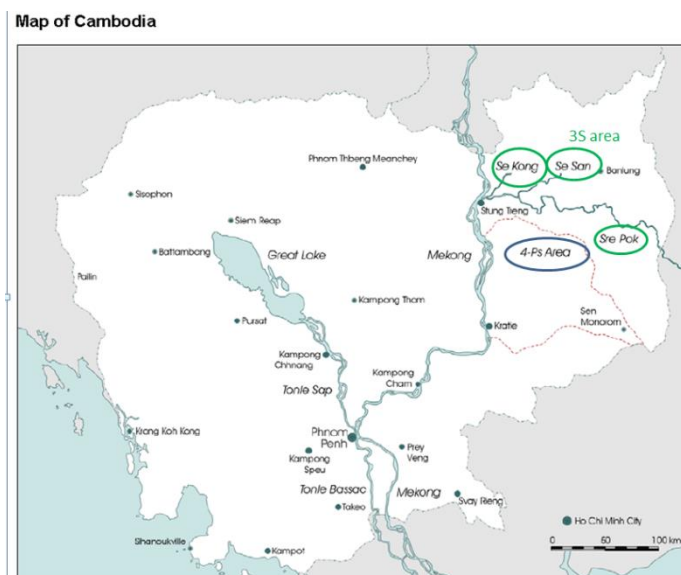 Map of Cambodia
3S area
Se Kong
Se San
Banlung
Phnom Thbeng Meanchey
Sisophon
Stung Treng
Siem Reap
Sre Pok
Battambang
Great Lake
Mekong
4-Ps Area
Pailin
Kampong Thom
Pursat
Kratie
Sen
Monorom
Kampong
Chhnang
Kampong
Cham
Tonle Sap
Krang Koh Kong
Phnom
Penh
Kampong
Speu
Prey
Veng
Tonle Bassac
Mekong
Svay Rieng
Takeo
Ho Chi Minh City
Sihanoukville
Kampot
0 60 100 km